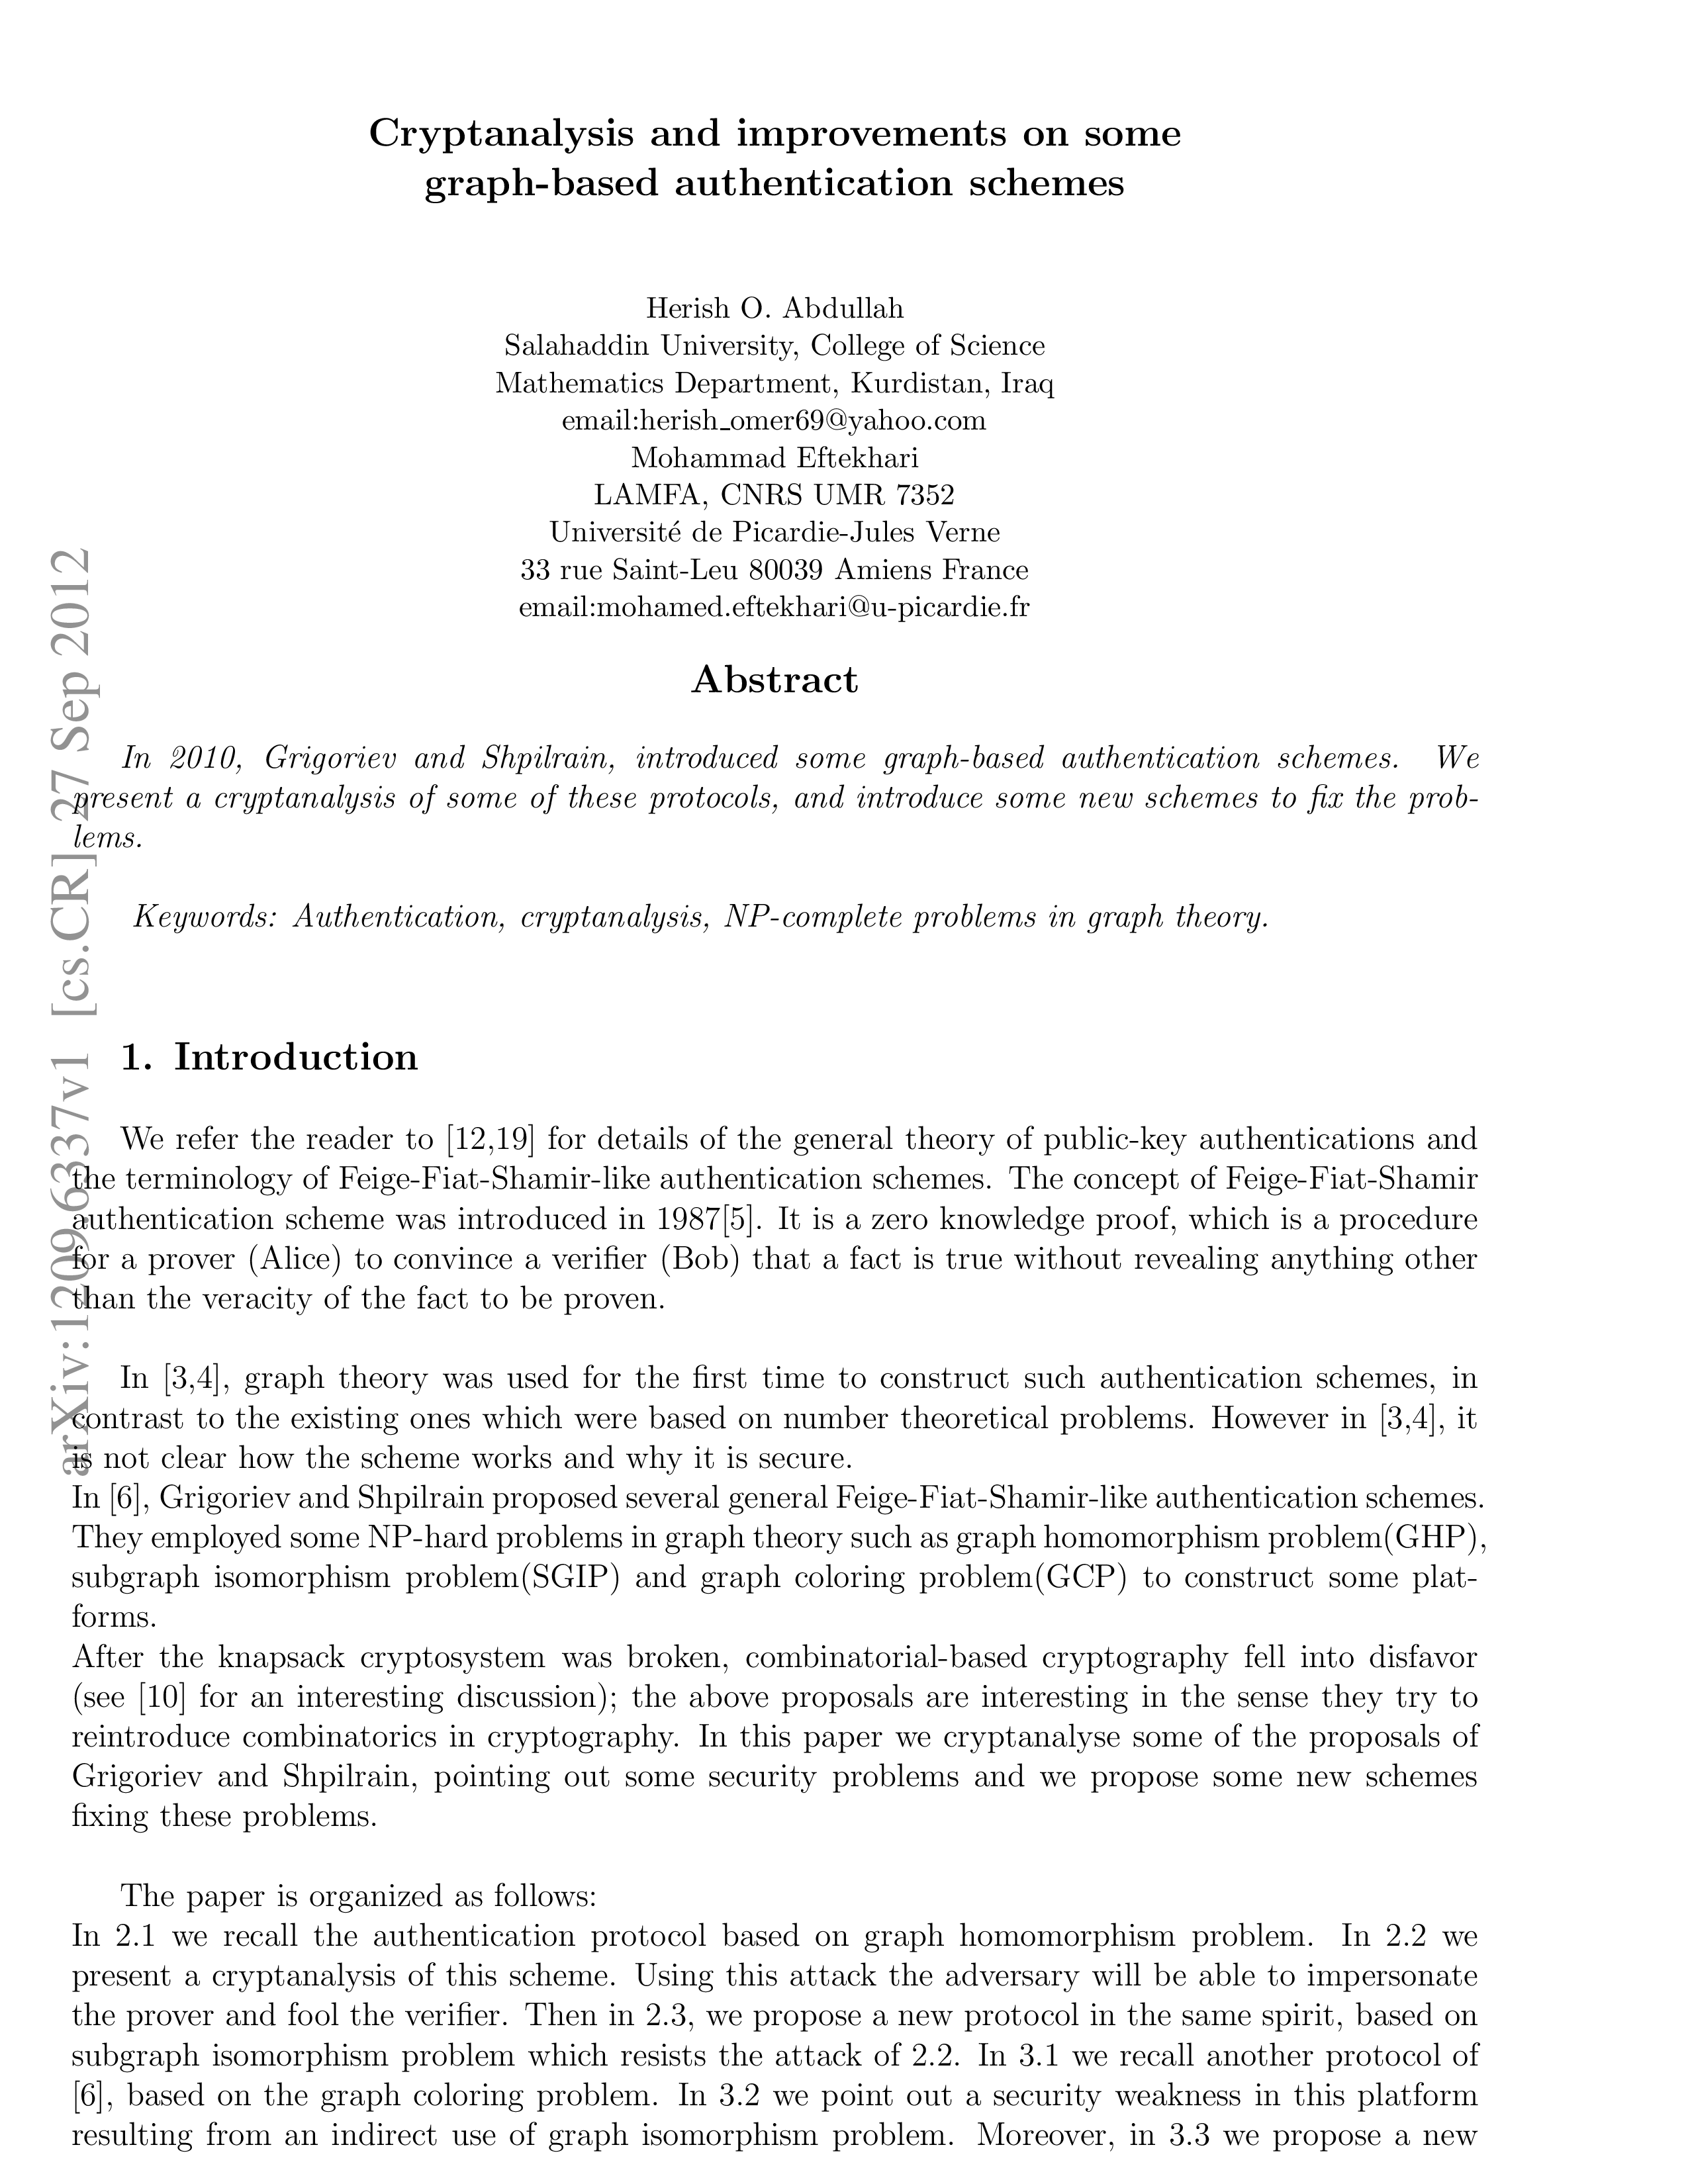 Cryptanalysis and improvements on some
graph-based authentication schemes
Herish O. Abdullah
Salahaddin University, College of Science
Mathematics Department, Kurdistan, Iraq
email:herish_omer69@yahoo.com
Mohammad Eftekhari
LAMFA, CNRS UMR 7352
Université de Picardie-Jules Verne
33 rue Saint-Leu 80039 Amiens France
email:mohamed.eftekhari@u-picardie.fr
Abstract
In 2010, Grigoriev and Shpilrain, introduced some graph-based authentication schemes. We
present a cryptanalysis of some of these protocols, and introduce some new schemes to fix the prob-
lems.
Keywords: Authentication, cryptanalysis, NP-complete problems in graph theory.
1. Introduction
We refer the reader to [12,19] for details of the general theory of public-key authentications and
the terminology of Feige-Fiat-Shamir-like authentication schemes. The concept of Feige-Fiat-Shamir
authentication scheme was introduced in 1987[5]. It is a zero knowledge proof, which is a procedure
for a prover (Alice) to convince a verifier (Bob) that a fact is true without revealing anything other
than the veracity of the fact to be proven.
In [3,4], graph theory was used for the first time to construct such authentication schemes, in
contrast to the existing ones which were based on number theoretical problems. However in [3,4], it
is not clear how the scheme works and why it is secure.
In [6], Grigoriev and Shpilrain proposed several general Feige-Fiat-Shamir-like authentication schemes.
They employed some NP-hard problems in graph theory such as graph homomorphism problem(GHP),
subgraph isomorphism problem(SGIP) and graph coloring problem(GCP) to construct some plat-
forms.
After the knapsack cryptosystem was broken, combinatorial-based cryptography fell into disfavor
(see [10] for an interesting discussion); the above proposals are interesting in the sense they try to
reintroduce combinatorics in cryptography. In this paper we cryptanalyse some of the proposals of
Grigoriev and Shpilrain, pointing out some security problems and we propose some new schemes
fixing these problems.
The paper is organized as follows:
In 2.1 we recall the authentication protocol based on graph homomorphism problem. In 2.2 we
present a cryptanalysis of this scheme. Using this attack the adversary will be able to impersonate
the prover and fool the verifier. Then in 2.3, we propose a new protocol in the same spirit, based on
subgraph isomorphism problem which resists the attack of 2.2. In 3.1 we recall another protocol of
[6], based on the graph coloring problem. In 3.2 we point out a security weakness in this platform
resulting from an indirect use of graph isomorphism problem. Moreover, in 3.3 we propose a new
arXiv:1209.6337v1 [cs.CR] 27 Sep 2012